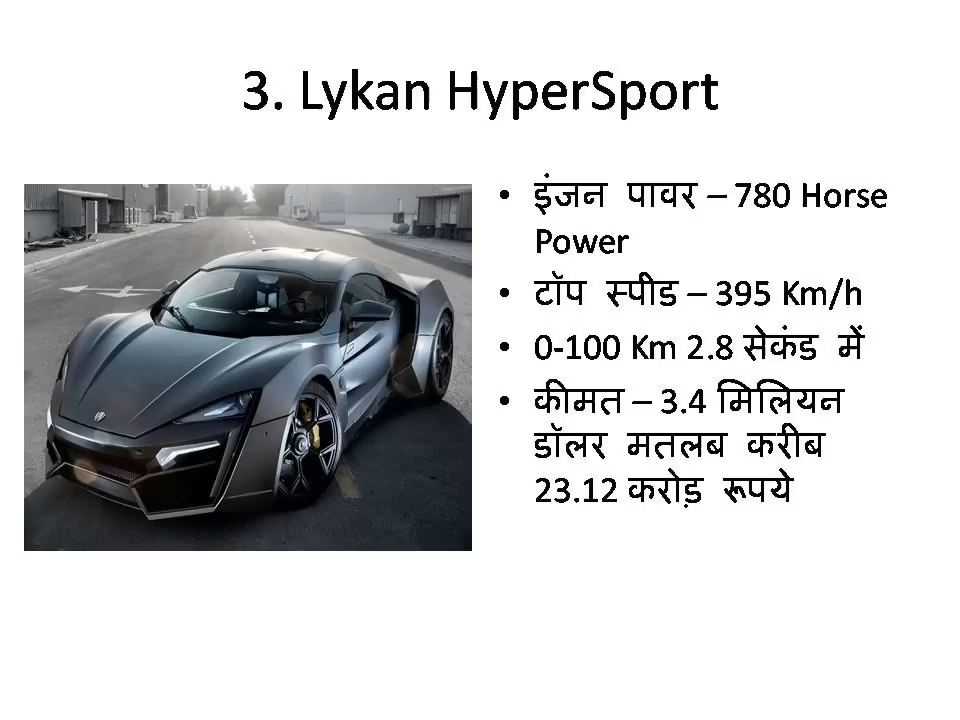 3. Lykan HyperSport
• इंजन पावर – 780 Horse
Power
• टॉप स्पीड – 395 Km/h
• 0-100 Km 2.8 सेकंड में
• कीमत – 3.4 मिलियन
डॉलर मतलब करीब
23.12 करोड़ रूपये